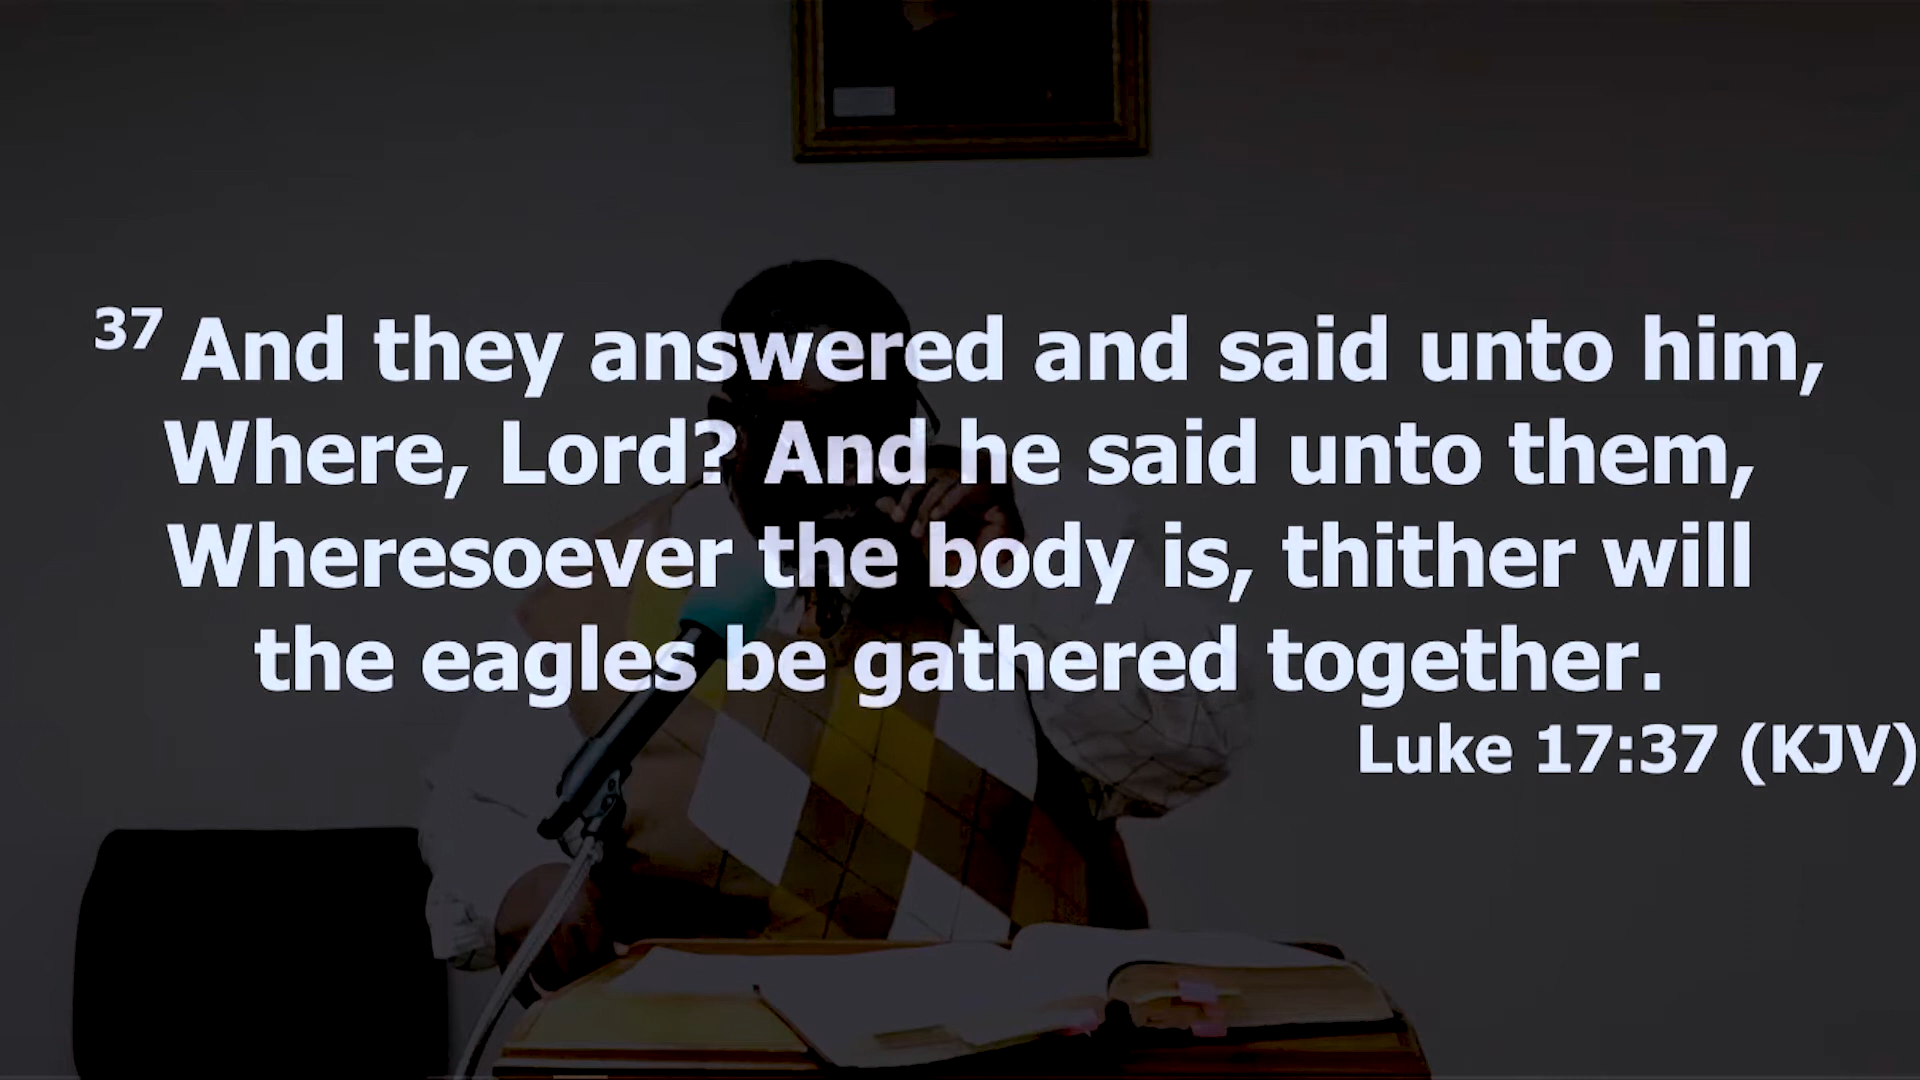 37 And they answered and said unto him,
Where, Lord? And he said unto them,
Wheresoever the body is, thither will
the eagles be gathered together.
Luke 17:37 (KJV)